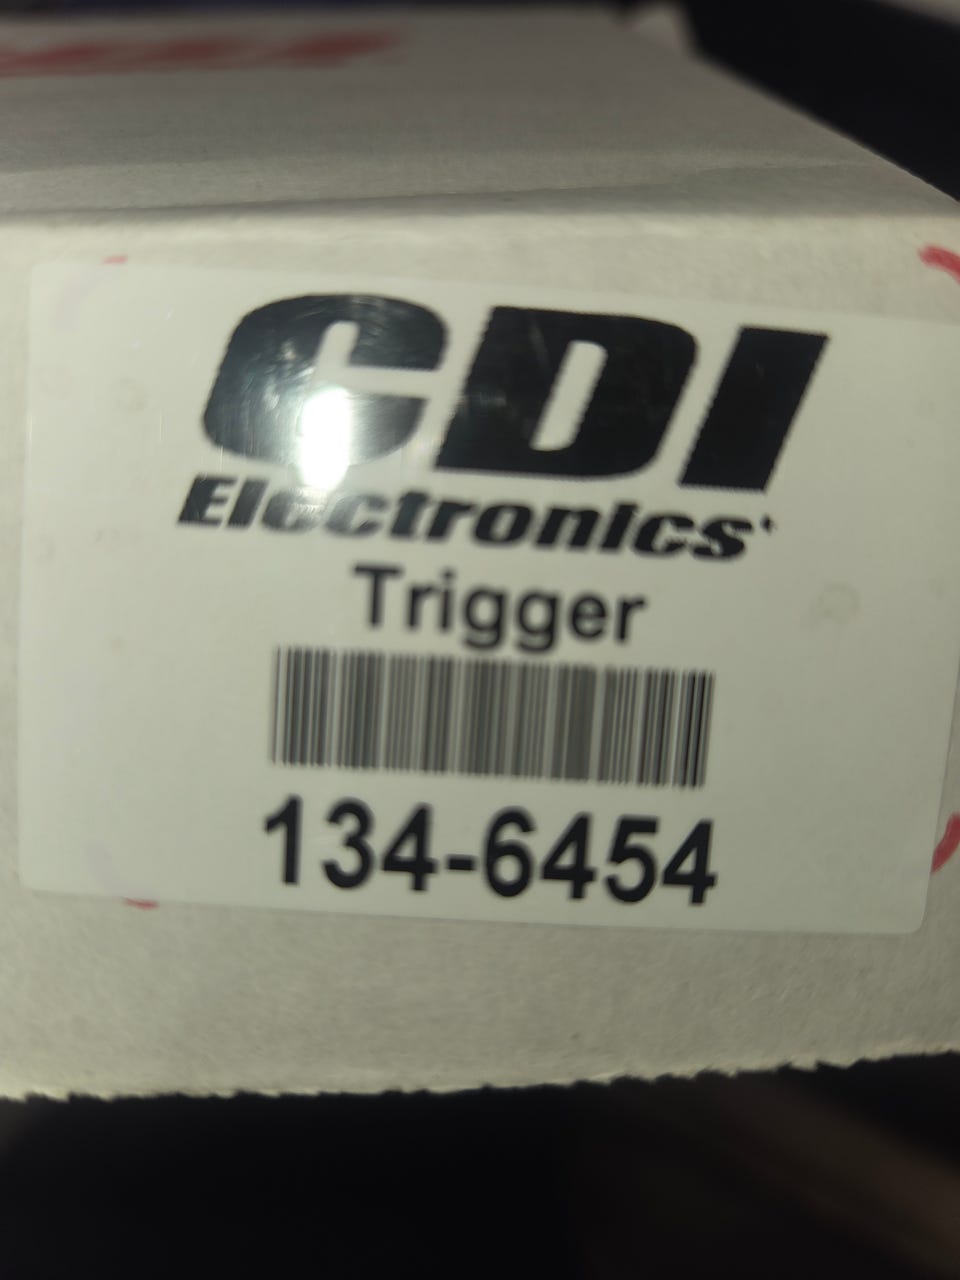 CDI
Electronics
Trigger
134-6454